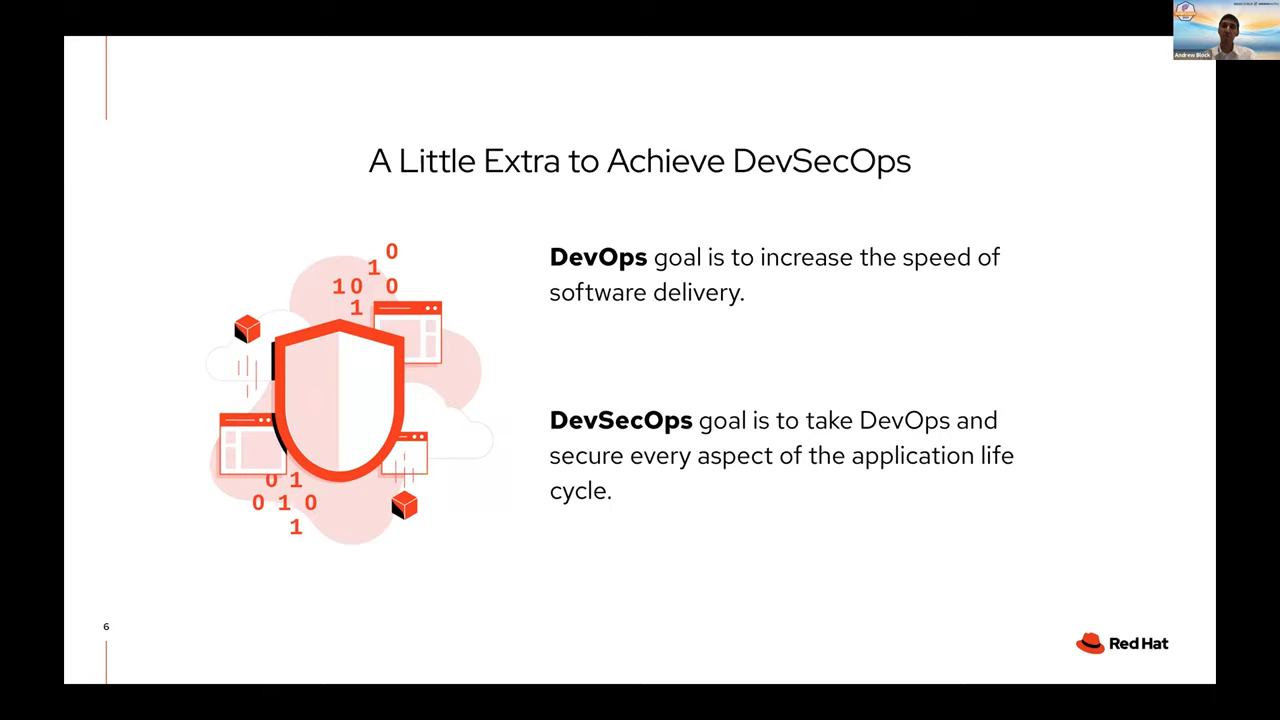 A Little Extra to Achieve DevSecOps
DevOps goal is to increase the speed of
software delivery.
DevSecOps goal is to take DevOps and
secure every aspect of the application life
cycle.
0
1
1 0 0
1
0 1
0 1 0
1
6
Red Hat
Andrew Block